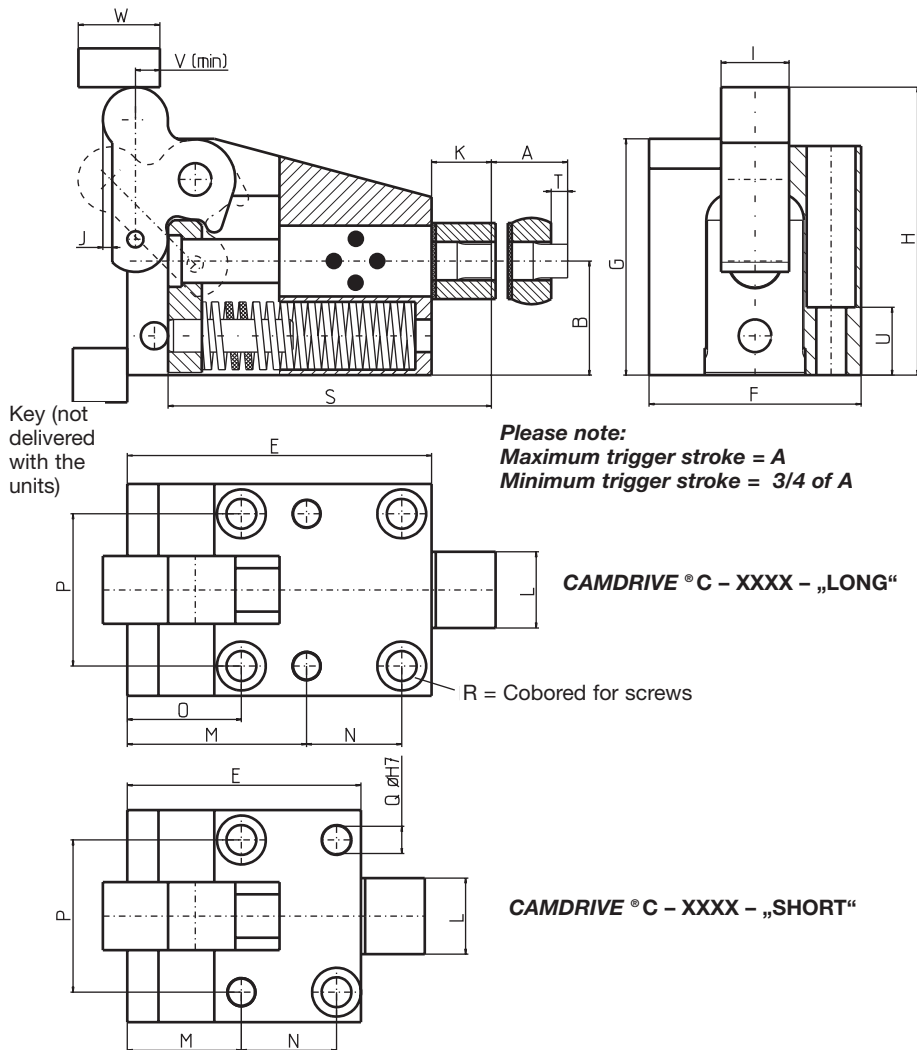 W
V (min)
I
K
A
T
J
G
H
B
U
S
F
Key (not
delivered
with the
units)
Please note:
Maximum trigger stroke = A
Minimum trigger stroke = 3/4 of A
E
P
L
CAMDRIVE ® C – XXXX – „LONG“
R = Cobored for screws
O
M
N
E
Q øH7
P
L
CAMDRIVE ® C – XXXX – „SHORT“
M
N